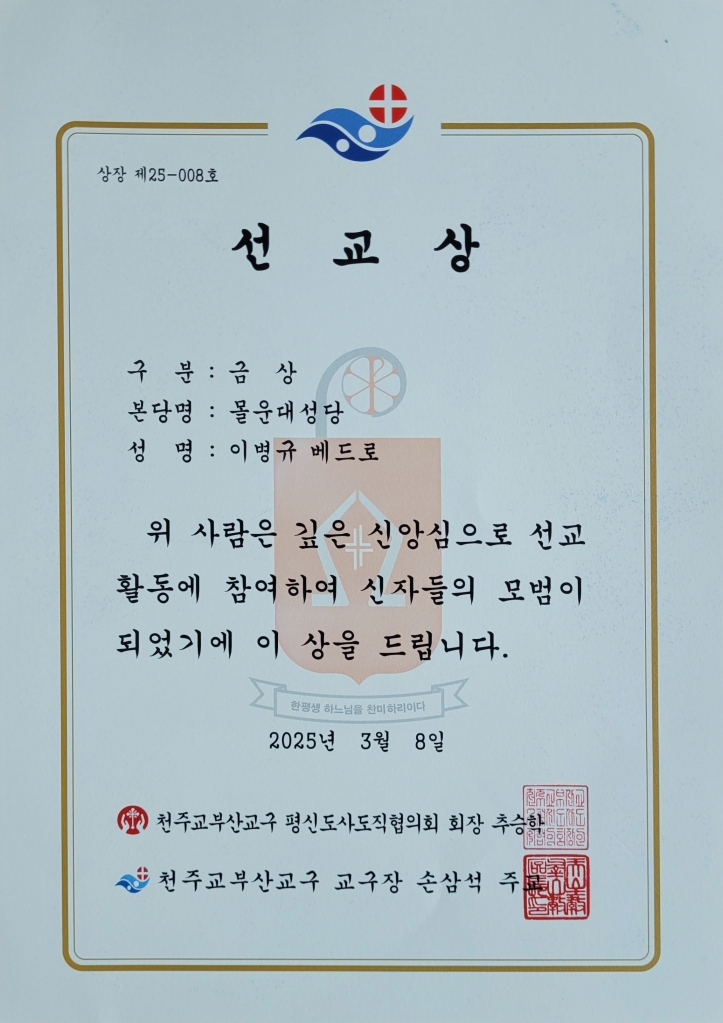 상장 제25-008호
선 교 상
구 분 : 금 상
본당명 : 몰운대성당
성 명 : 이병규 베드로
위 사람은 깊은 신앙심으로 선교
활동에 참여하여 신자들의 모범이
되었기에 이 상을 드립니다.
한평생 하느님을 찬미하리이다
2025년 3월 8일
천주교부산교구 평신도사도직협의회 회장 추승학
천주교부산교구 교구장 손삼석 주교